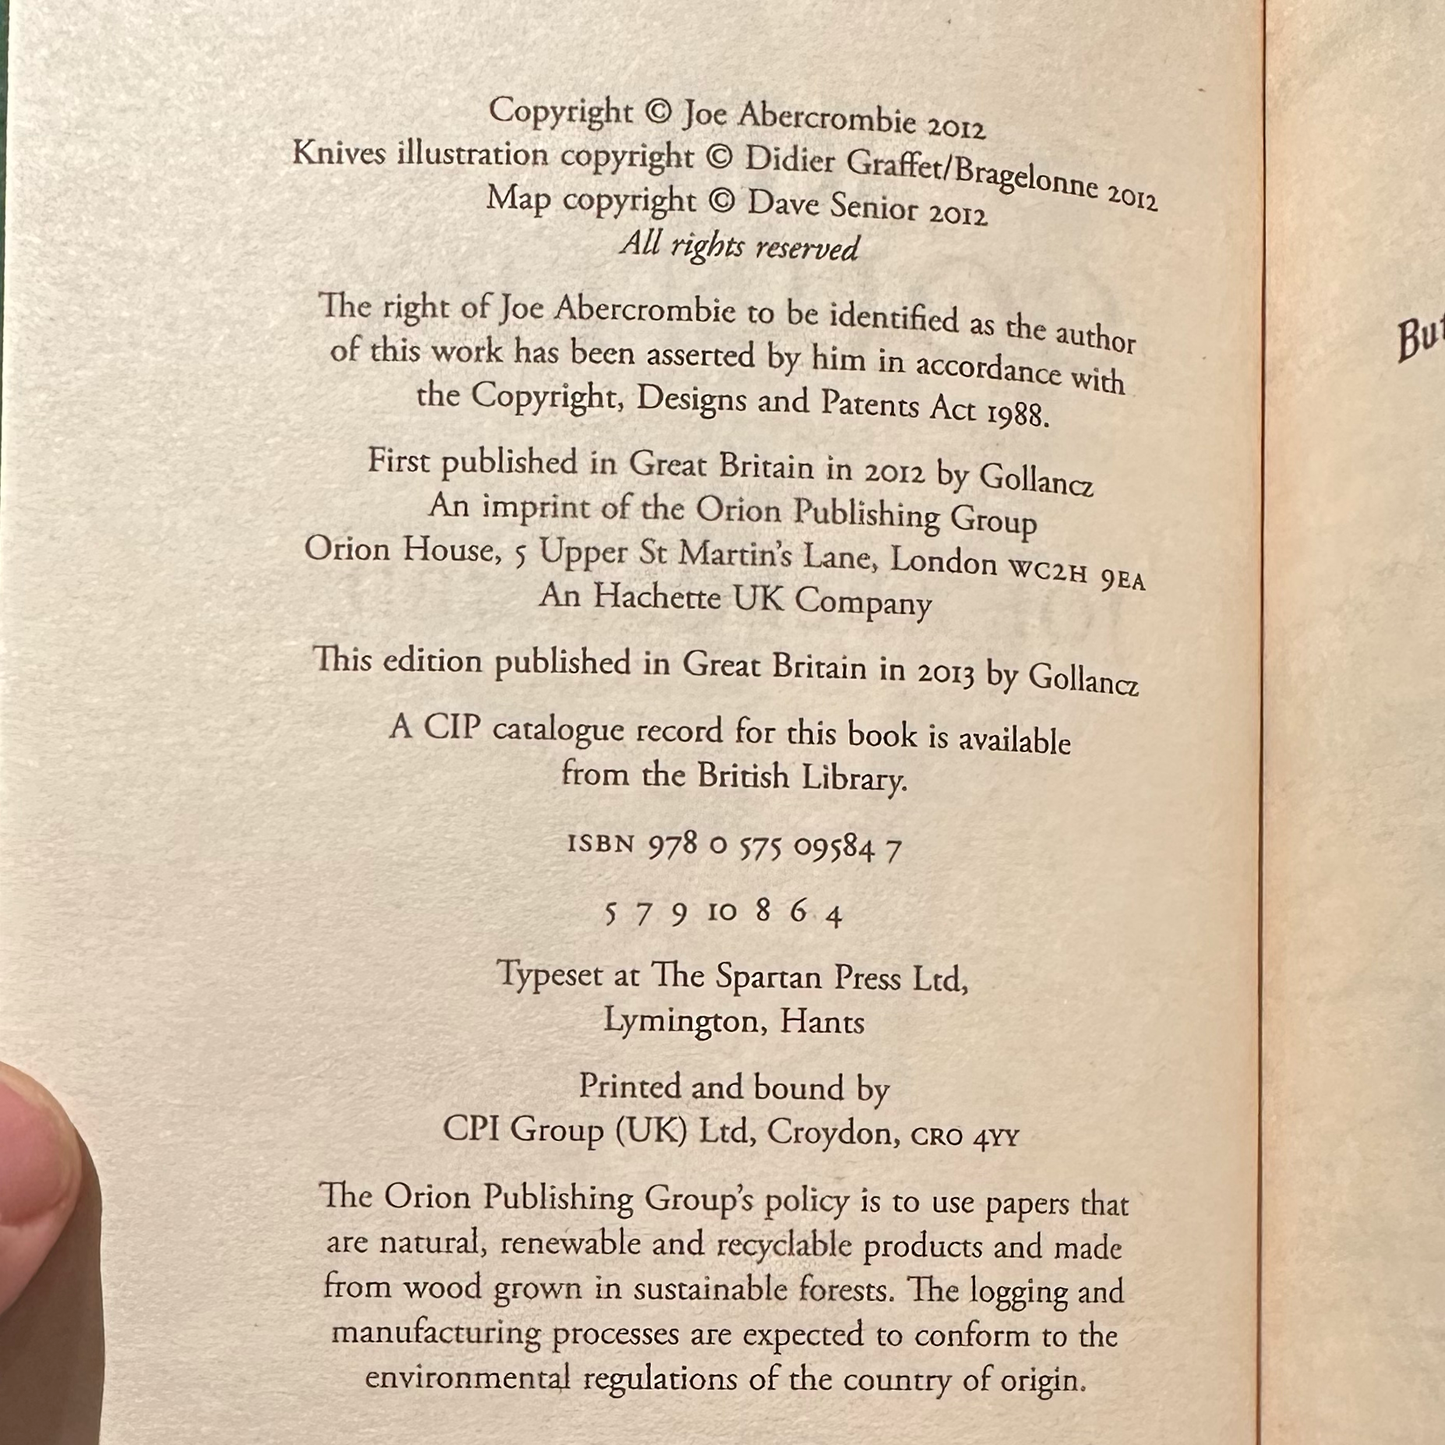 Copyright © Joe Abercrombie 2012
Knives illustration copyright © Didier Graffet/Bragelonne 2012
Map copyright © Dave Senior 2012
All rights reserved
The right of Joe Abercrombie to be identified as the author
of this work has been asserted by him in accordance with
the Copyright, Designs and Patents Act 1988.
First published in Great Britain in 2012 by Gollancz
An imprint of the Orion Publishing Group
Orion House, 5 Upper St Martin's Lane, London WC2H 9EA
An Hachette UK Company
This edition published in Great Britain in 2013 by Gollancz
A CIP catalogue record for this book is available
from the British Library.
ISBN 978 0 575 09584 7
5 7 9 10 8 6 4
Typeset at The Spartan Press Ltd,
Lymington, Hants
Printed and bound by
CPI Group (UK) Ltd, Croydon, CR0 4YY
The Orion Publishing Group's policy is to use papers that
are natural, renewable and recyclable products and made
from wood grown in sustainable forests. The logging and
manufacturing processes are expected to conform to the
environmental regulations of the country of origin.